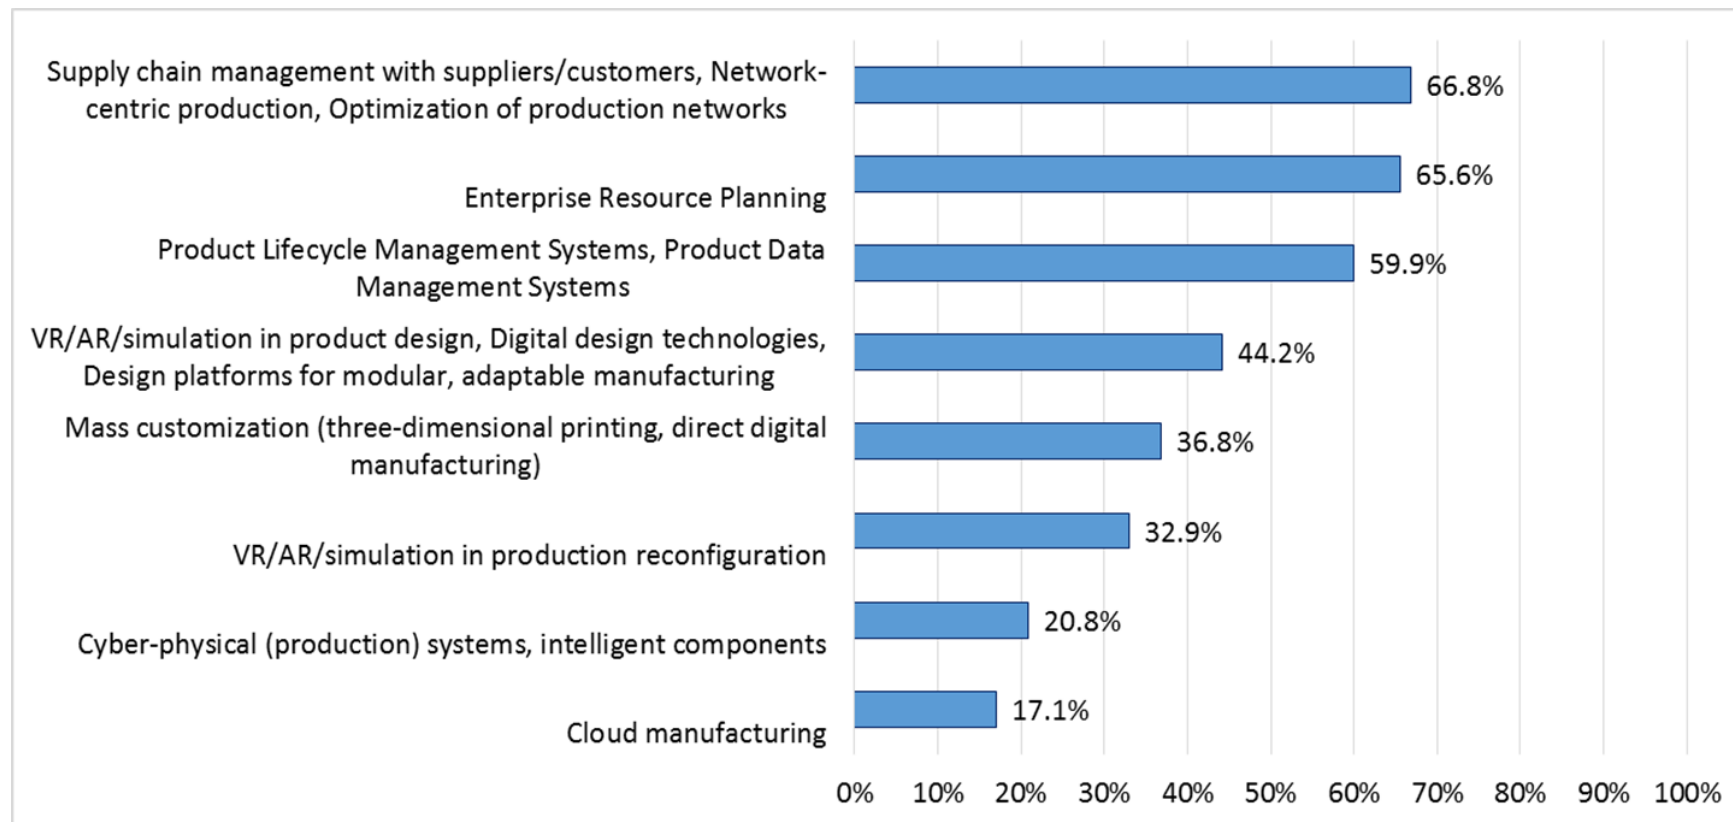 Supply chain management with suppliers/customers, Network-
centric production, Optimization of production networks
66.8%
Enterprise Resource Planning
65.6%
Product Lifecycle Management Systems, Product Data
Management Systems
59.9%
VR/AR/simulation in product design, Digital design technologies,
Design platforms for modular, adaptable manufacturing
44.2%
Mass customization (three-dimensional printing, direct digital
manufacturing)
36.8%
VR/AR/simulation in production reconfiguration
32.9%
Cyber-physical (production) systems, intelligent components
20.8%
Cloud manufacturing
17.1%
0% 10% 20% 30% 40% 50% 60% 70% 80% 90% 100%